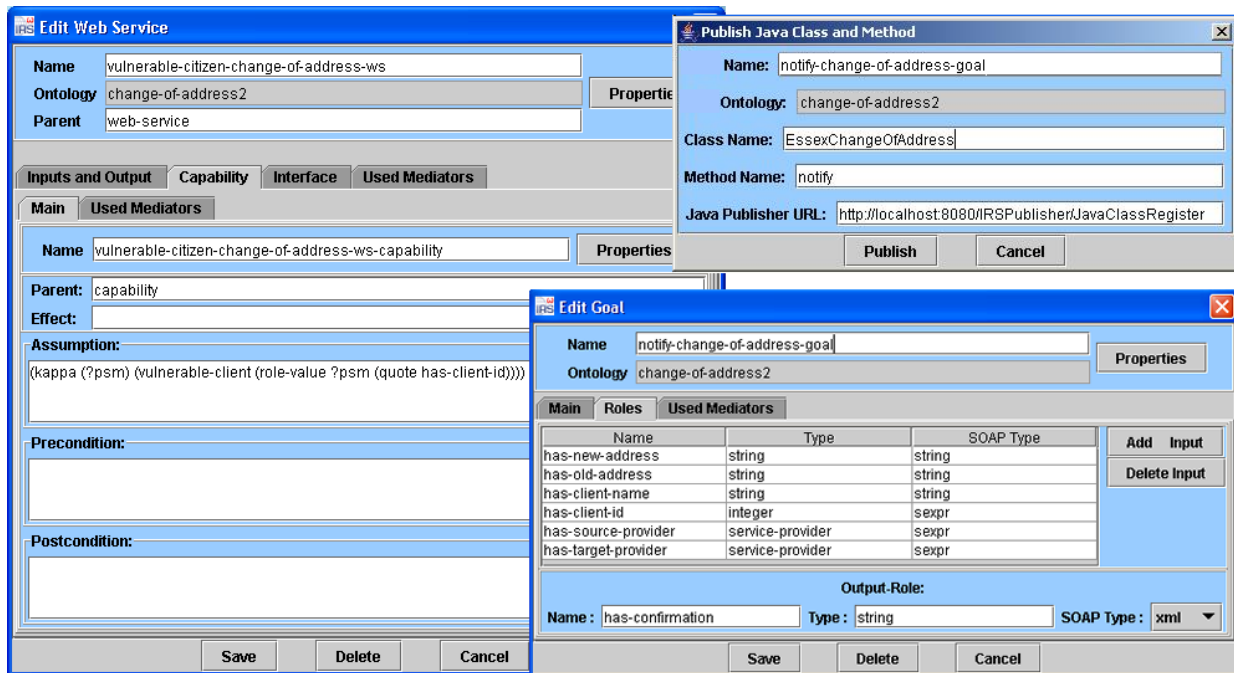 IRS Edit Web Service
Name vulnerable-citizen-change-of-address-ws
Ontology change-of-address2 Propertie
Parent web-service
Inputs and Output Capability Interface Used Mediators
Main Used Mediators
Name vulnerable-citizen-change-of-address-ws-capability Properties
Parent: capability
Effect:
Assumption:
(kappa (?psm) (vulnerable-client (role-value ?psm (quote has-client-id))))
Precondition:
Postcondition:
Save Delete Cancel
Publish Java Class and Method
Name: notify-change-of-address-goal
Ontology: change-of-address2
Class Name: EssexChangeOfAddress
Method Name: notify
Java Publisher URL: http://localhost:8080/IRSPublisher/JavaClassRegister
Publish Cancel
IRS Edit Goal
Name notify-change-of-address-goal
Properties
Ontology change-of-address2
Main Roles Used Mediators
Name Type SOAP Type
Add Input
has-new-address string string
has-old-address string string
Delete Input
has-client-name string string
has-client-id integer sexpr
has-source-provider service-provider sexpr
has-target-provider service-provider sexpr
Output-Role:
Name : has-confirmation Type : string SOAP Type : xml
Save Delete Cancel